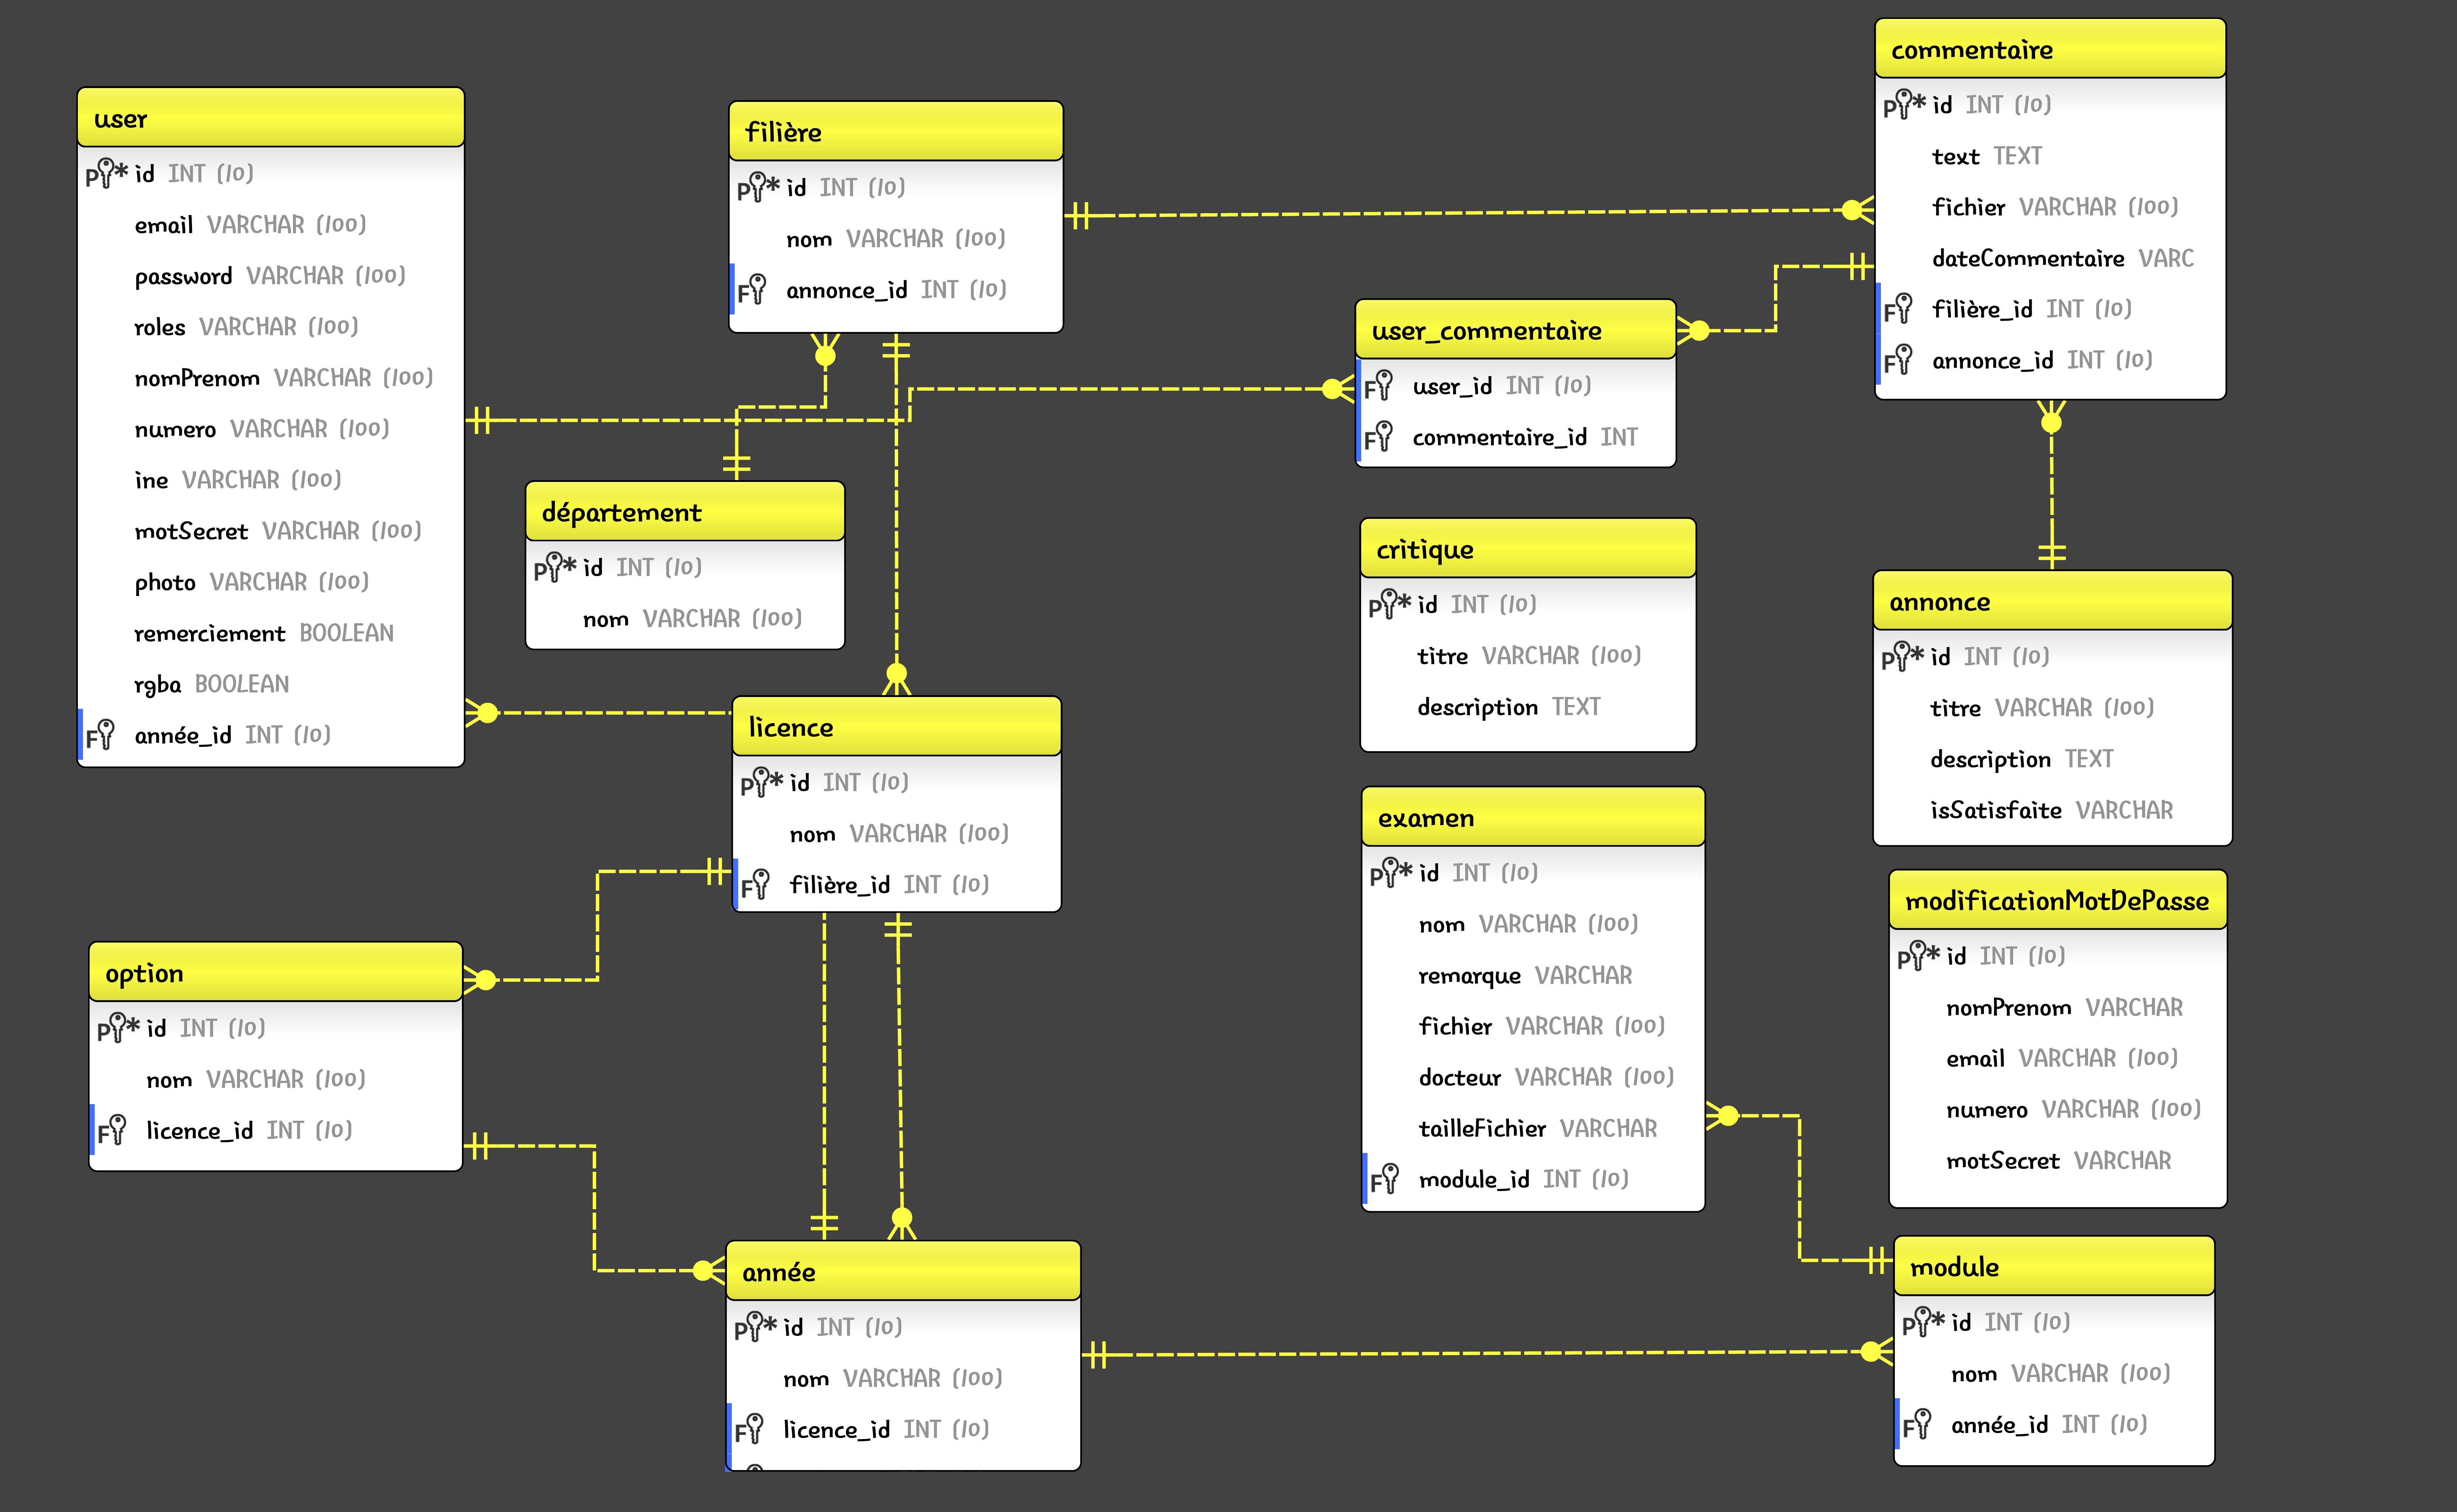 user
P* id INT (10)
email VARCHAR (100)
password VARCHAR (100)
roles VARCHAR (100)
nomPrenom VARCHAR (100)
numero VARCHAR (100)
ine VARCHAR (100)
motSecret VARCHAR (100)
photo VARCHAR (100)
remerciement BOOLEAN
rgba BOOLEAN
F année_id INT (10)
filière
P* id INT (10)
nom VARCHAR (100)
F annonce_id INT (10)
commentaire
P* id INT (10)
text TEXT
fichier VARCHAR (100)
dateCommentaire VARC
F filière_id INT (10)
F annonce_id INT (10)
user_commentaire
F user_id INT (10)
F commentaire_id INT
département
P* id INT (10)
nom VARCHAR (100)
critique
P* id INT (10)
titre VARCHAR (100)
description TEXT
annonce
P* id INT (10)
titre VARCHAR (100)
description TEXT
isSatisfaite VARCHAR
licence
P* id INT (10)
nom VARCHAR (100)
F filière_id INT (10)
examen
P* id INT (10)
nom VARCHAR (100)
remarque VARCHAR
fichier VARCHAR (100)
docteur VARCHAR (100)
tailleFichier VARCHAR
F module_id INT (10)
modificationMotDePasse
P* id INT (10)
nomPrenom VARCHAR
email VARCHAR (100)
numero VARCHAR (100)
motSecret VARCHAR
option
P* id INT (10)
nom VARCHAR (100)
F licence_id INT (10)
année
P* id INT (10)
nom VARCHAR (100)
F licence_id INT (10)
module
P* id INT (10)
nom VARCHAR (100)
F année_id INT (10)